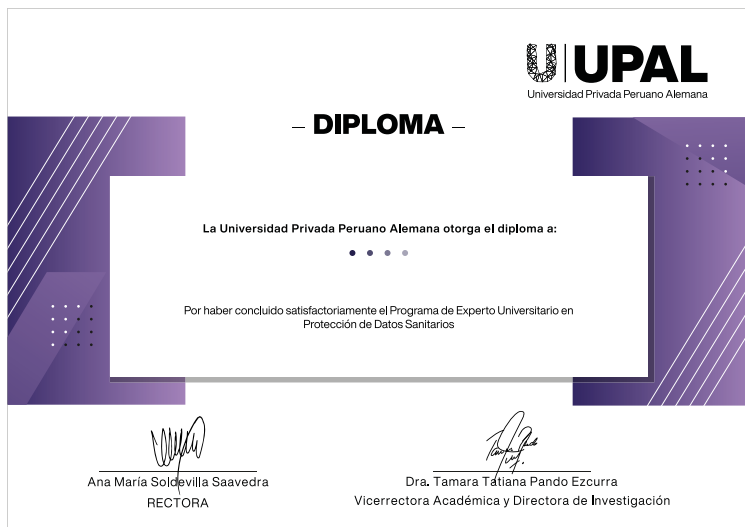 UPAL
Universidad Privada Peruano Alemana
– DIPLOMA –
La Universidad Privada Peruano Alemana otorga el diploma a:
Por haber concluido satisfactoriamente el Programa de Experto Universitario en
Protección de Datos Sanitarios
Ana María Soldevilla Saavedra
RECTORA
Dra. Tamara Tatiana Pando Ezcurra
Vicerrectora Académica y Directora de Investigación